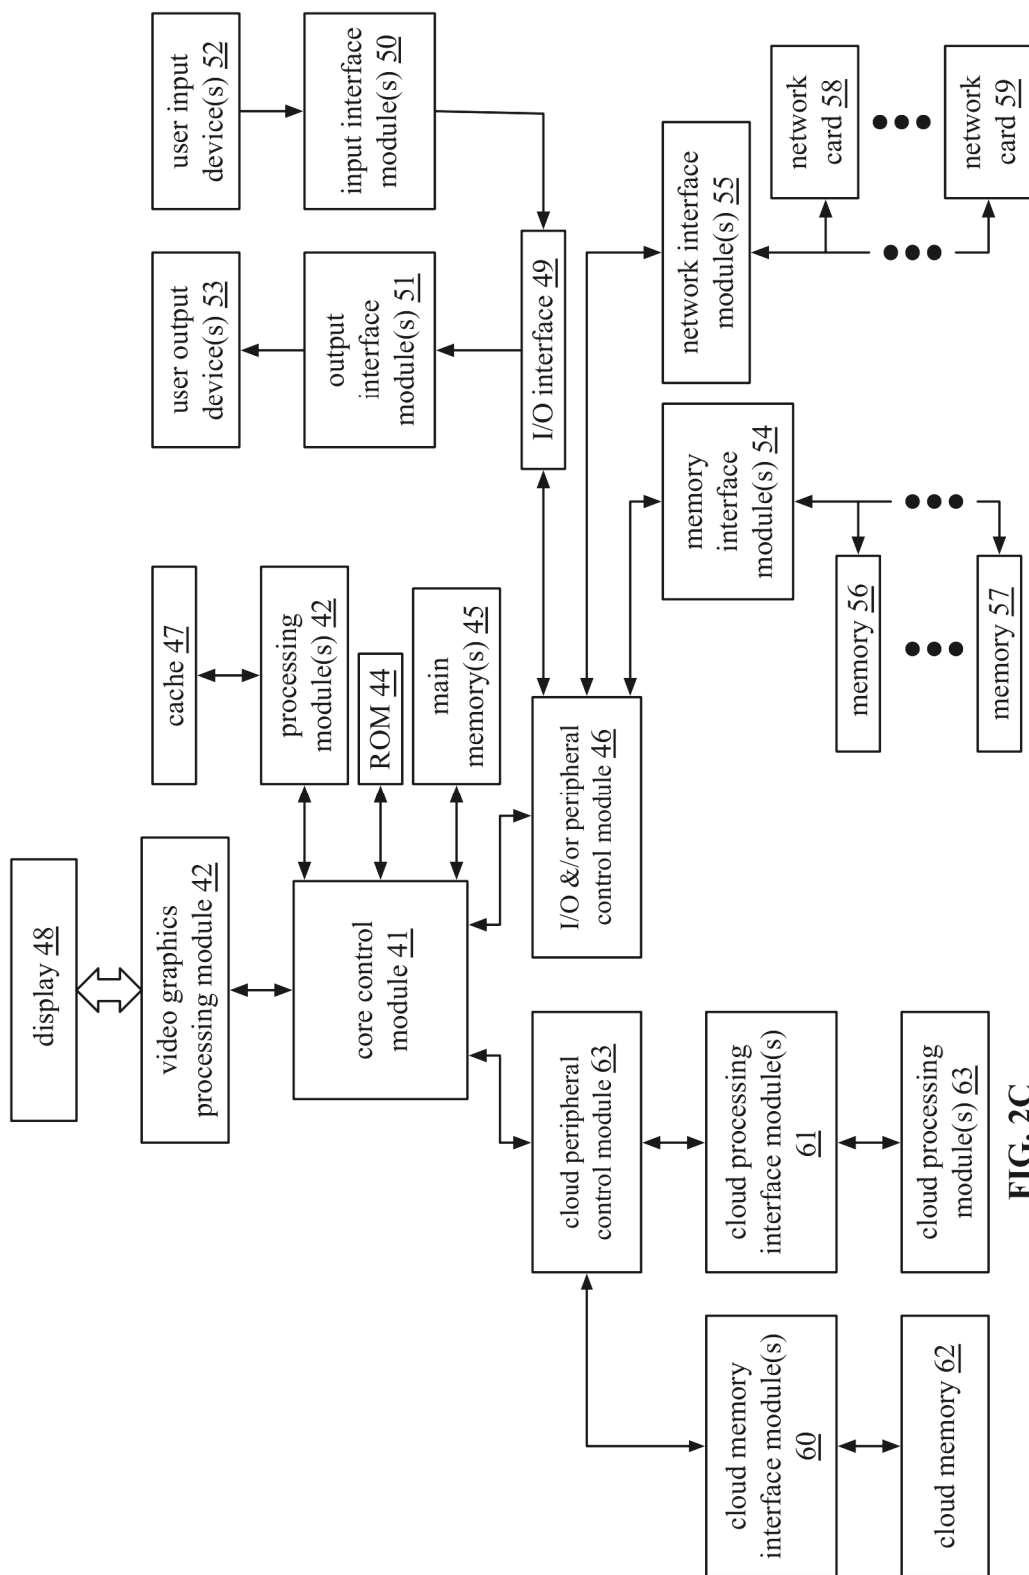 display 48
video graphics
processing module 42
core control
module 41
cache 47
processing
module(s) 42
ROM 44
main
memory(s) 45
user output
device(s) 53
output
interface
module(s) 51
user input
device(s) 52
input interface
module(s) 50
I/O interface 49
I/O &/or peripheral
control module 46
cloud peripheral
control module 63
cloud memory
interface module(s)
60
cloud memory 62
cloud processing
interface module(s)
61
cloud processing
module(s) 63
memory
interface
module(s) 54
memory 56
memory 57
network interface
module(s) 55
network
card 58
network
card 59
FIG. 2C